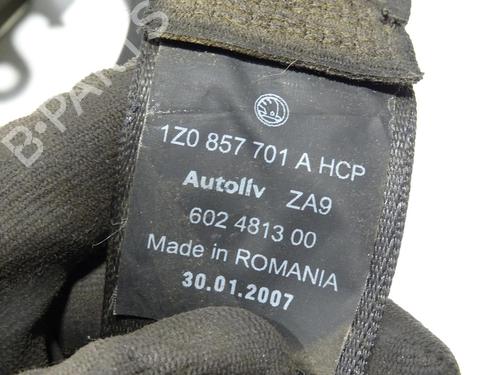 1Z0 857 701 A HCP
Autoliv ZA9
602 4813 00
Made in ROMANIA
30.01.2007
B-PARTS